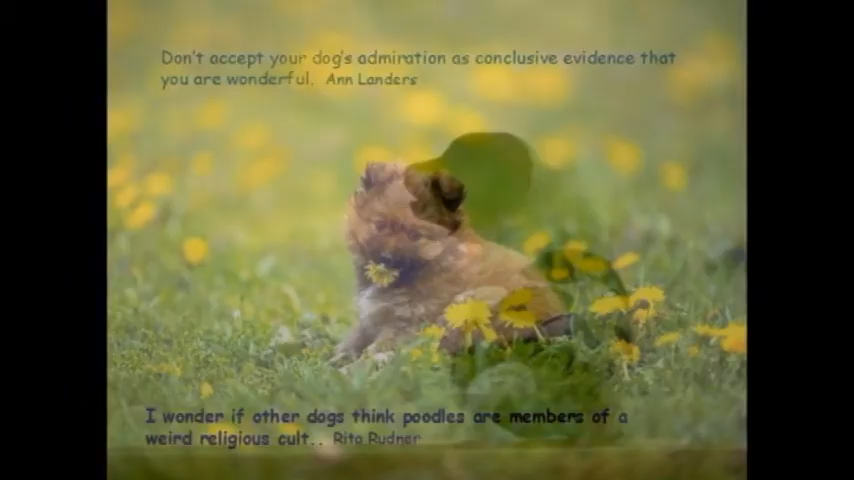 Don't accept your dog's admiration as conclusive evidence that
you are wonderful. Ann Landers
I wonder if other dogs think poodles are members of a
weird religious cult.. Rita Rudner